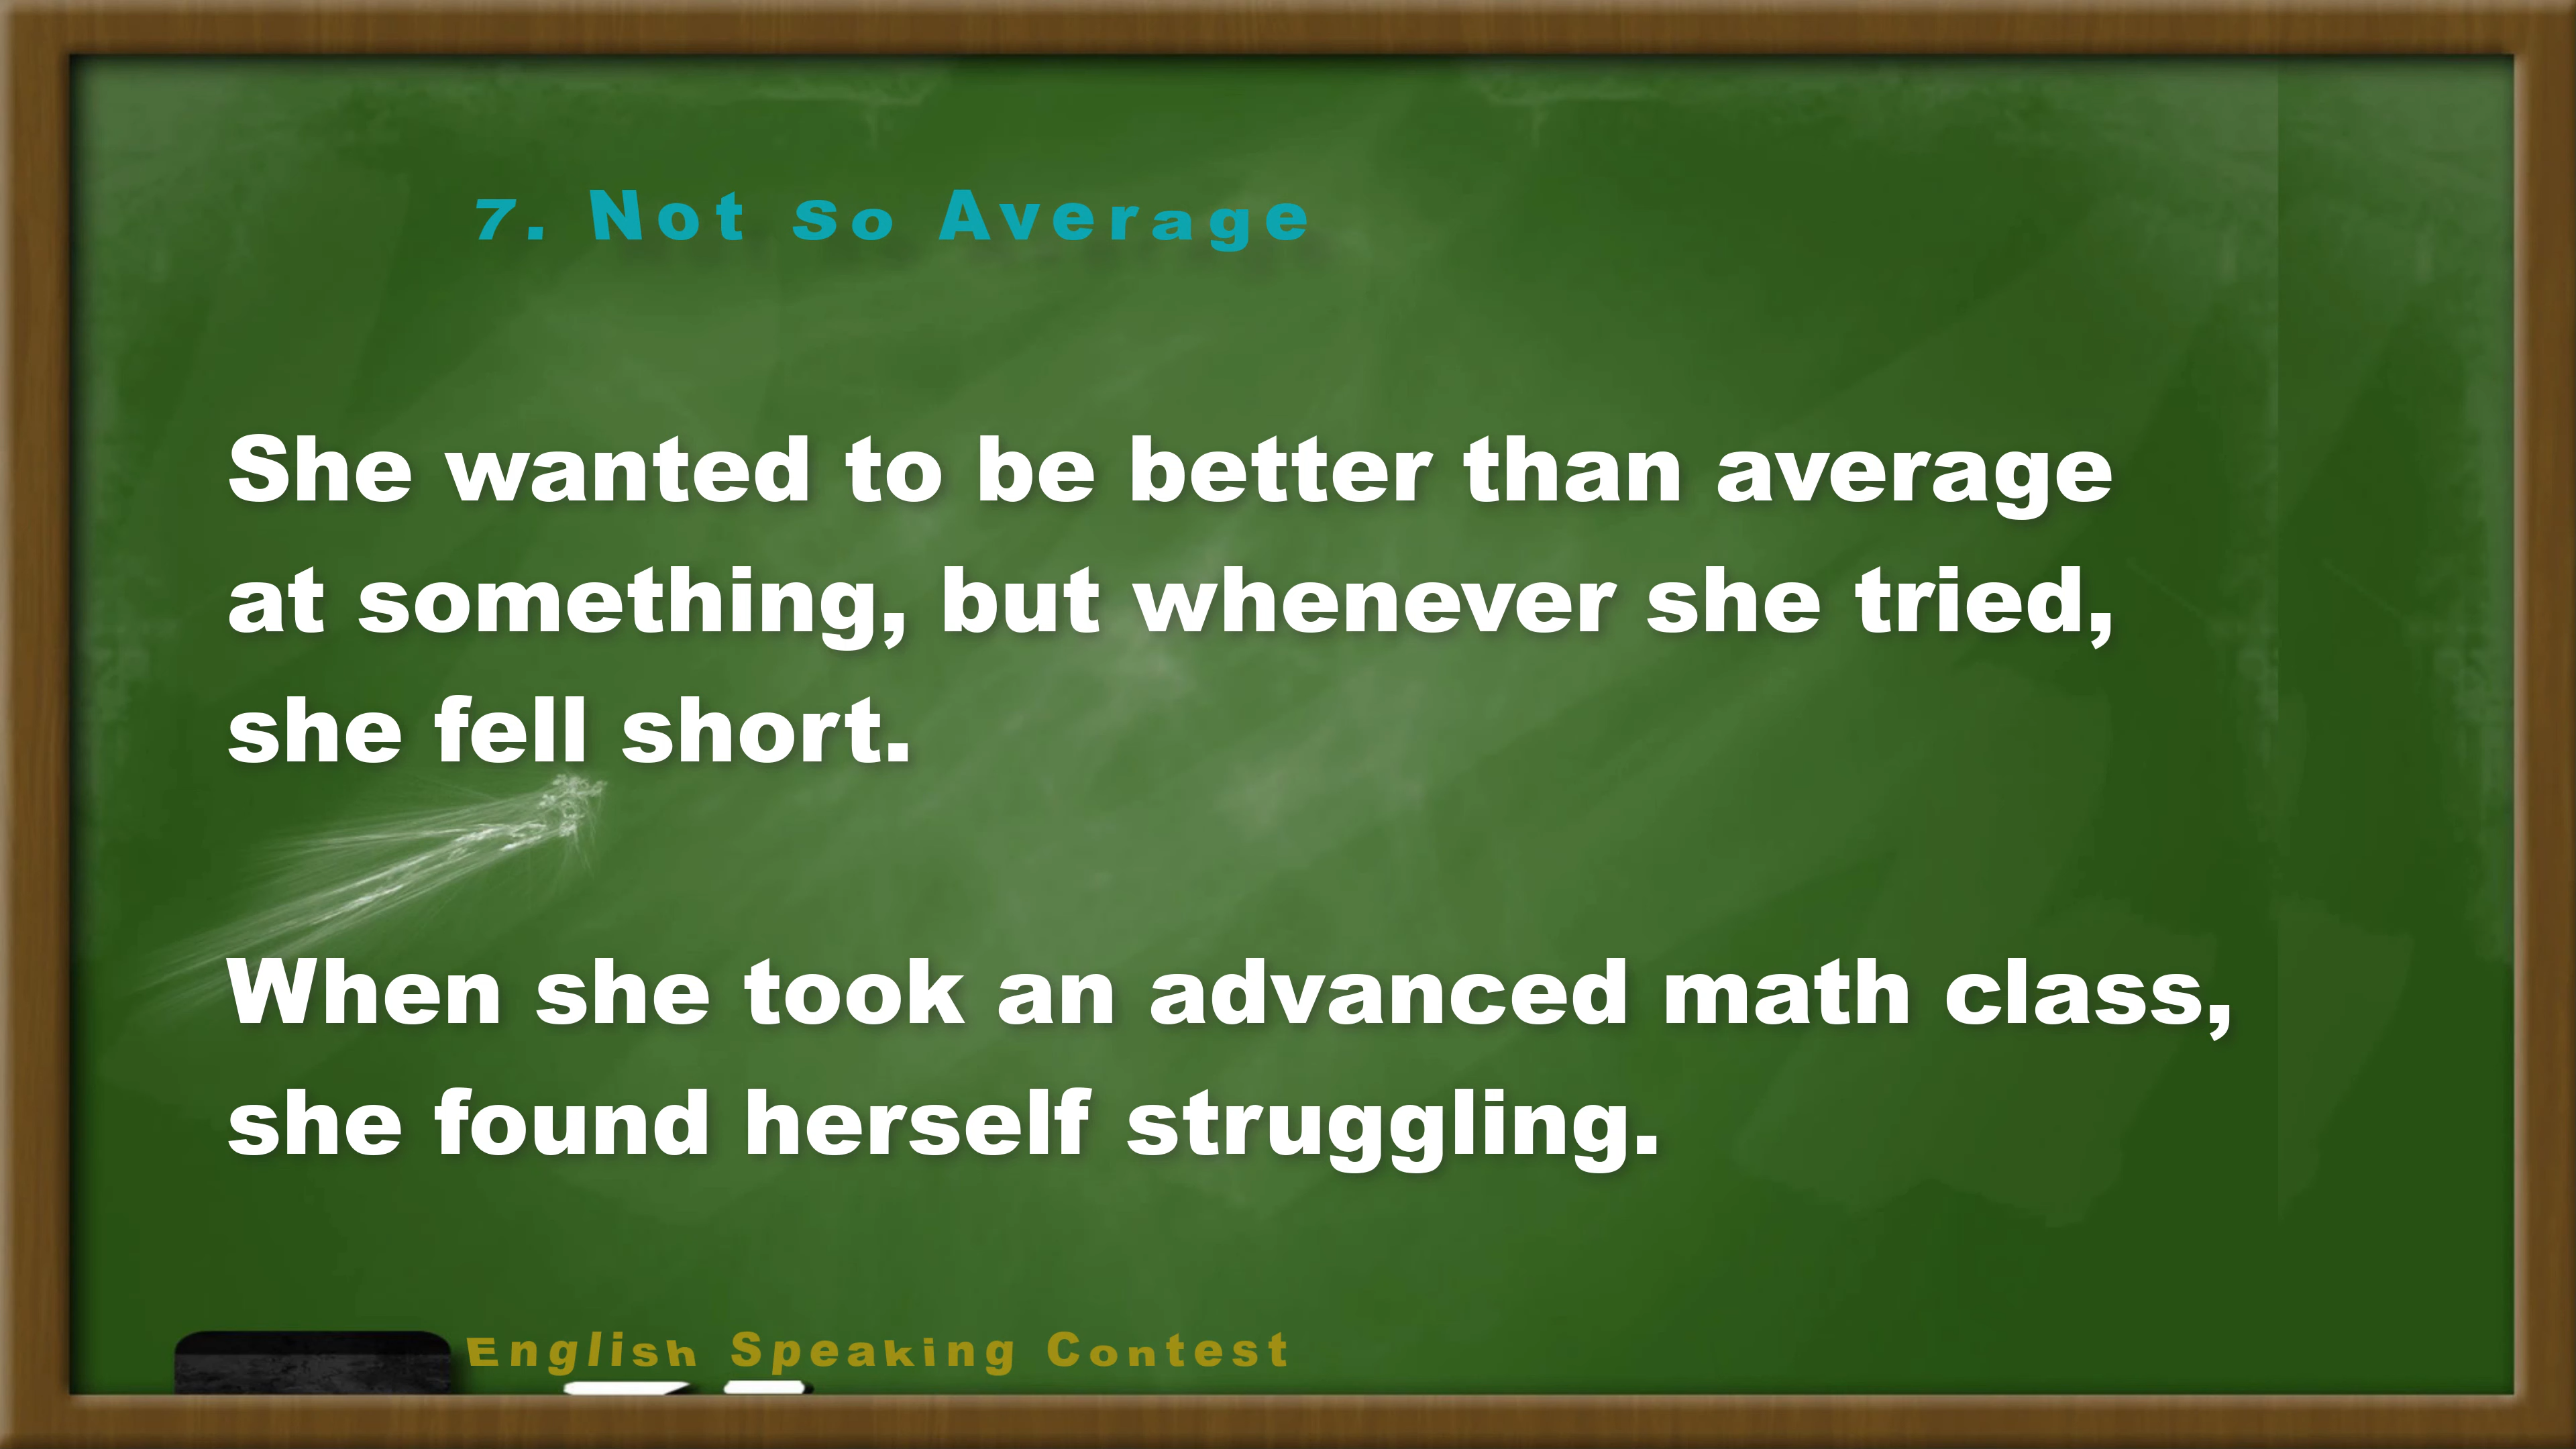 7. Not so Average
She wanted to be better than average
at something, but whenever she tried,
she fell short.
When she took an advanced math class,
she found herself struggling.
English Speaking Contest